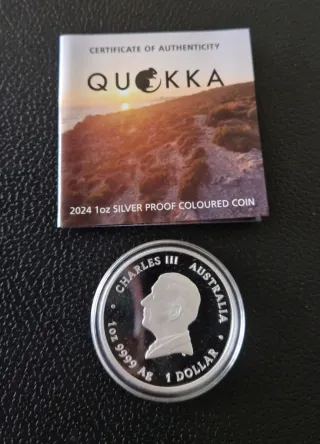 CERTIFICATE OF AUTHENTICITY
QUOKKA
2024 1oz SILVER PROOF COLOURED COIN
CHARLES III AUSTRALIA
1oz 9999 Ag 1 DOLLAR